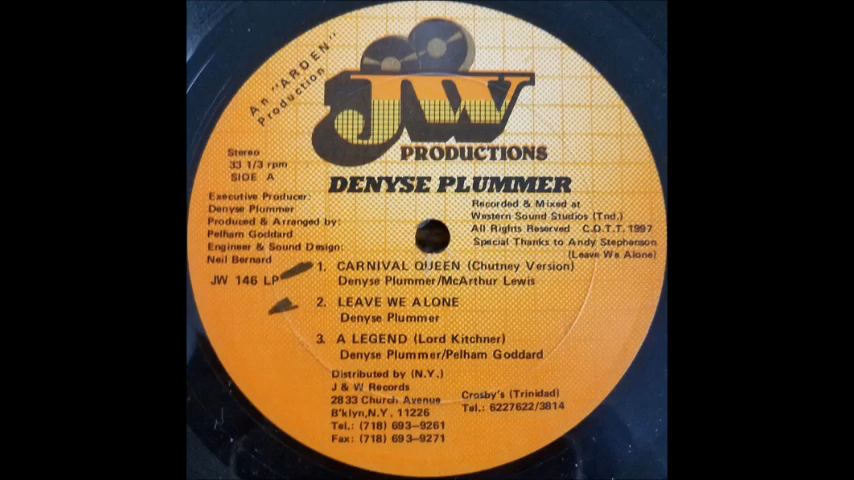 An "ARDEN"
Production
JW
PRODUCTIONS
DENYSE PLUMMER
Stereo
33 1/3 rpm
SIDE A
Executive Producer:
Denyse Plummer
Produced & Arranged by:
Pelham Goddard
Engineer & Sound Design:
Neil Bernard
JW 146 LP
Recorded & Mixed at
Western Sound Studios (Tnd.)
All Rights Reserved C.O.T.T. 1997
Special Thanks to Andy Stephenson
(Leave We Alone)
1. CARNIVAL QUEEN (Chutney Version)
Denyse Plummer/McArthur Lewis
2. LEAVE WE ALONE
Denyse Plummer
3. A LEGEND (Lord Kitchner)
Denyse Plummer/Pelham Goddard
Distributed by (N.Y.)
J & W Records
2833 Church Avenue
B'klyn,N.Y. 11226
Tel.: (718) 693-9261
Fax: (718) 693-9271
Crosby's (Trinidad)
Tel.: 6227622/3814